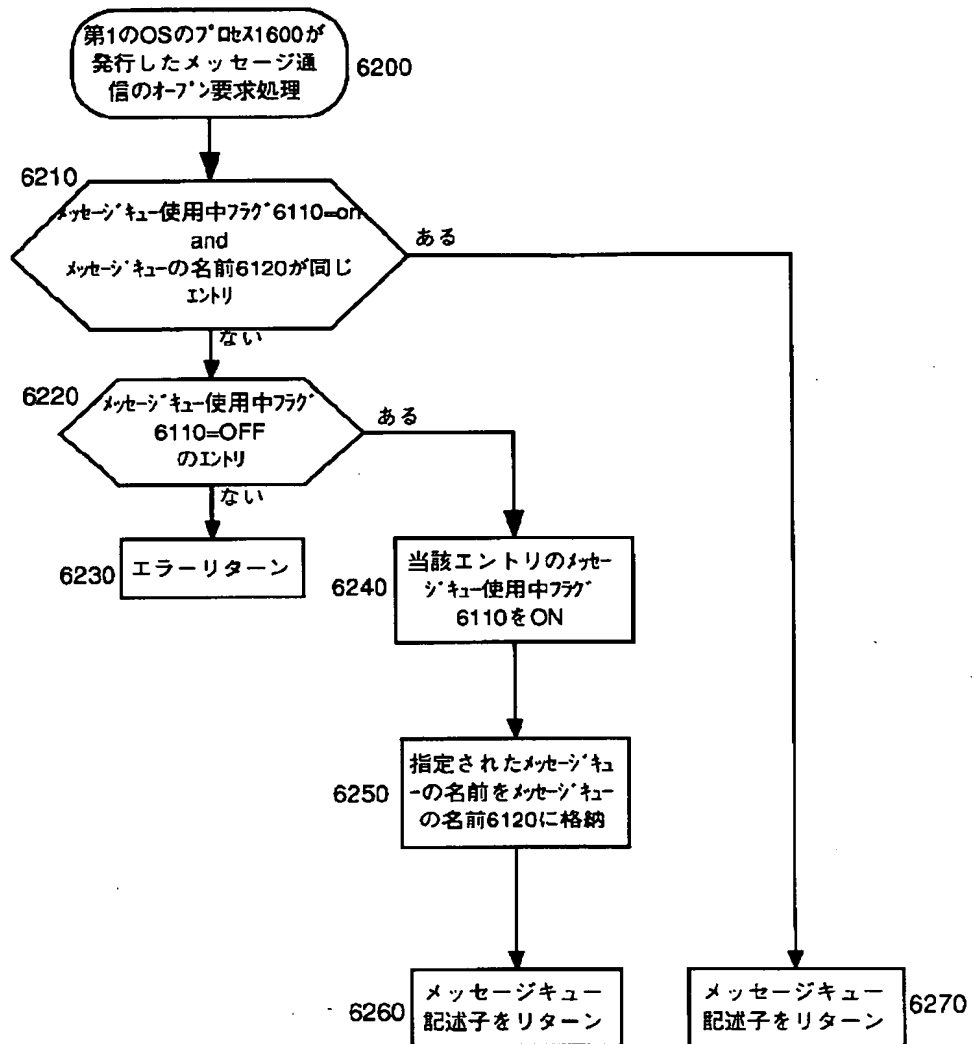 第1のOSのプロセス1600が
発行したメッセージ通
信のオープン要求処理
6200
6210
メッセージキュー使用中フラグ6110=on
and
メッセージキューの名前6120が同じ
エントリ
ある
ない
6220
メッセージキュー使用中フラグ
6110=OFF
のエントリ
ある
ない
6230
エラーリターン
6240
当該エントリのメッセー
ジキュー使用中フラグ
6110をON
6250
指定されたメッセージキュ
ーの名前をメッセージキュー
の名前6120に格納
6260
メッセージキュー
記述子をリターン
メッセージキュー
記述子をリターン
6270